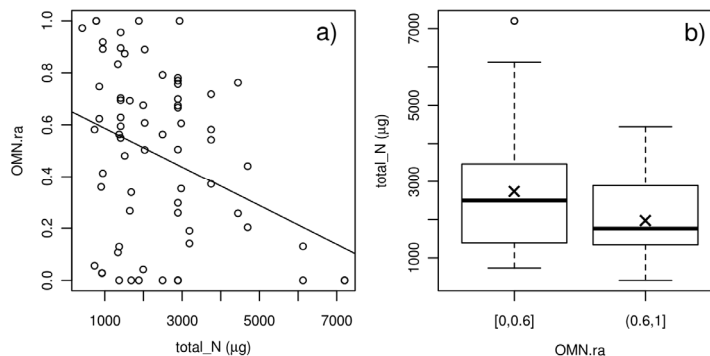 a)
OMN.ra
1.0
0.8
0.6
0.4
0.2
0.0
1000 3000 5000 7000
total_N (µg)
b)
total_N (µg)
7000
5000
3000
1000
[0,0.6] (0.6,1]
OMN.ra